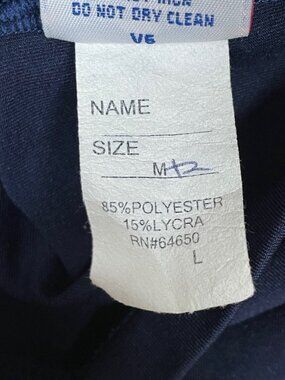 DO NOT DRY CLEAN
V6
NAME
SIZE
M+2
85%POLYESTER
15%LYCRA
RN#64650
L